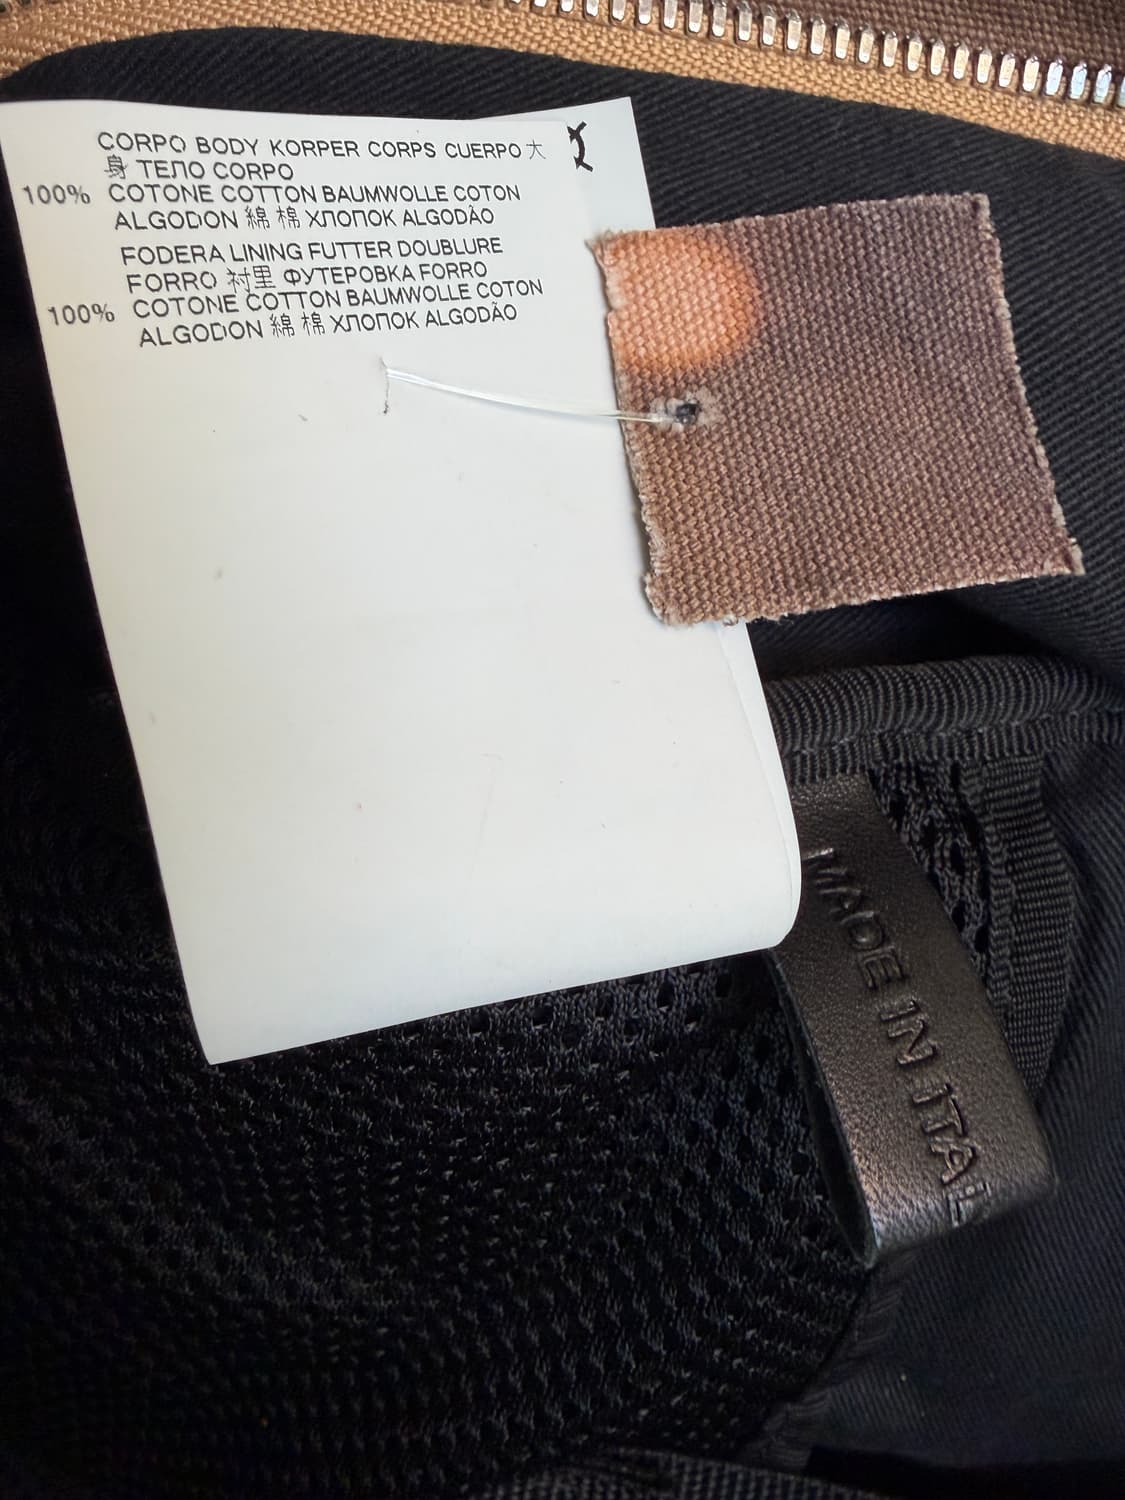 CORPO BODY KORPER CORPS CUERPO 大
身 ТЕЛО CORPO
100% COTONE COTTON BAUMWOLLE COTON
ALGODON 綿 棉 ХЛОПОК ALGODÃO
FODERA LINING FUTTER DOUBLURE
FORRO 衬里 ФУТЕРОВКА FORRO
100% COTONE COTTON BAUMWOLLE COTON
ALGODON 綿 棉 ХЛОПОК ALGODÃO
MADE IN ITALY